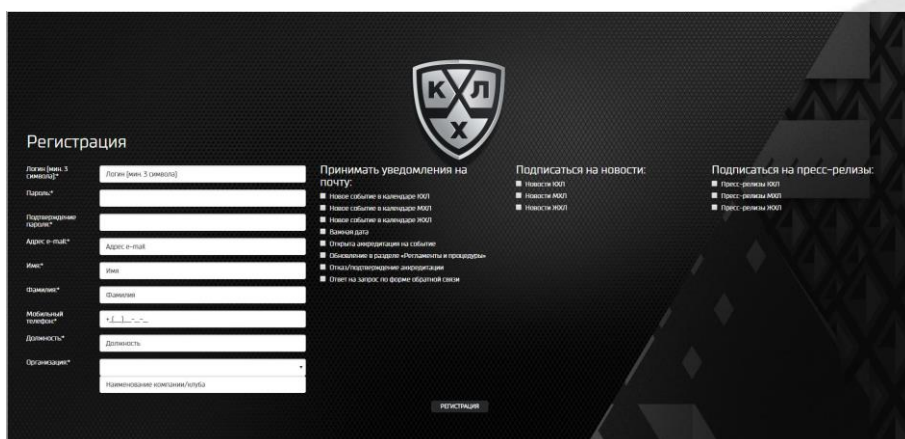 КХЛ
Регистрация
Логин (мин. 3
символа):*
Логин (мин. 3 символа)
Пароль:*
Подтверждение
пароля:*
Адрес e-mail:*
Адрес e-mail
Имя:*
Имя
Фамилия:*
Фамилия
Мобильный
телефон:*
+_(__)__-_-_
Должность:*
Должность
Организация:*
Наименование компании/клуба
Принимать уведомления на
почту:
Новое событие в календаре КХЛ
Новое событие в календаре МХЛ
Новое событие в календаре ЖХЛ
Важная дата
Открыта аккредитация на событие
Обновление в разделе «Регламенты и процедуры»
Отказ/подтверждение аккредитации
Ответ на запрос по форме обратной связи
Подписаться на новости:
Новости КХЛ
Новости МХЛ
Новости ЖХЛ
Подписаться на пресс-релизы:
Пресс-релизы КХЛ
Пресс-релизы МХЛ
Пресс-релизы ЖХЛ
РЕГИСТРАЦИЯ